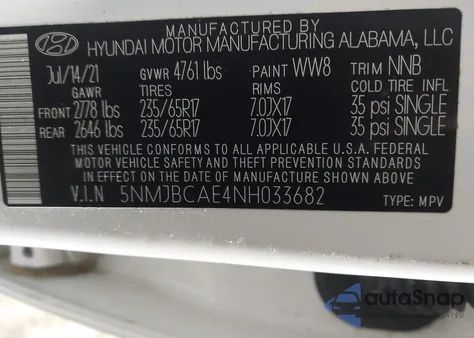 MANUFACTURED BY
HYUNDAI MOTOR MANUFACTURING ALABAMA, LLC
Jul/14/21 GVWR 4761 lbs PAINT WW8 TRIM NNB
GAWR TIRES RIMS COLD TIRE INFL
FRONT 2778 lbs 235/65R17 7.0JX17 35 psi SINGLE
REAR 2646 lbs 235/65R17 7.0JX17 35 psi SINGLE
THIS VEHICLE CONFORMS TO ALL APPLICABLE U.S.A. FEDERAL
MOTOR VEHICLE SAFETY AND THEFT PREVENTION STANDARDS
IN EFFECT ON THE DATE OF MANUFACTURE SHOWN ABOVE.
V.I.N 5NMJBCAE4NH033682 TYPE: MPV
autoSnap